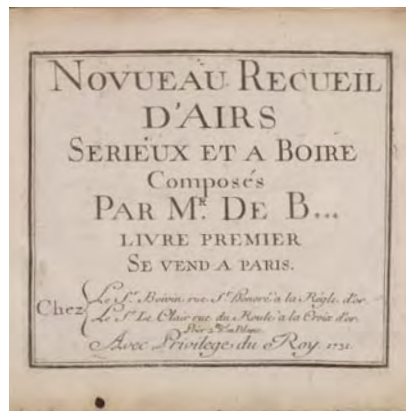 NOVUEAU RECUEIL
D'AIRS
SERIEUX ET A BOIRE
Composés
PAR MR. DE B...
LIVRE PREMIER
SE VEND A PARIS.
Chez
Le Sr. Boivin rue St. Honoré à la Régle d'or.
Le Sr. Le Clair rue du Roule à la Croix d'or.
Avec Privilege du Roy. 1731